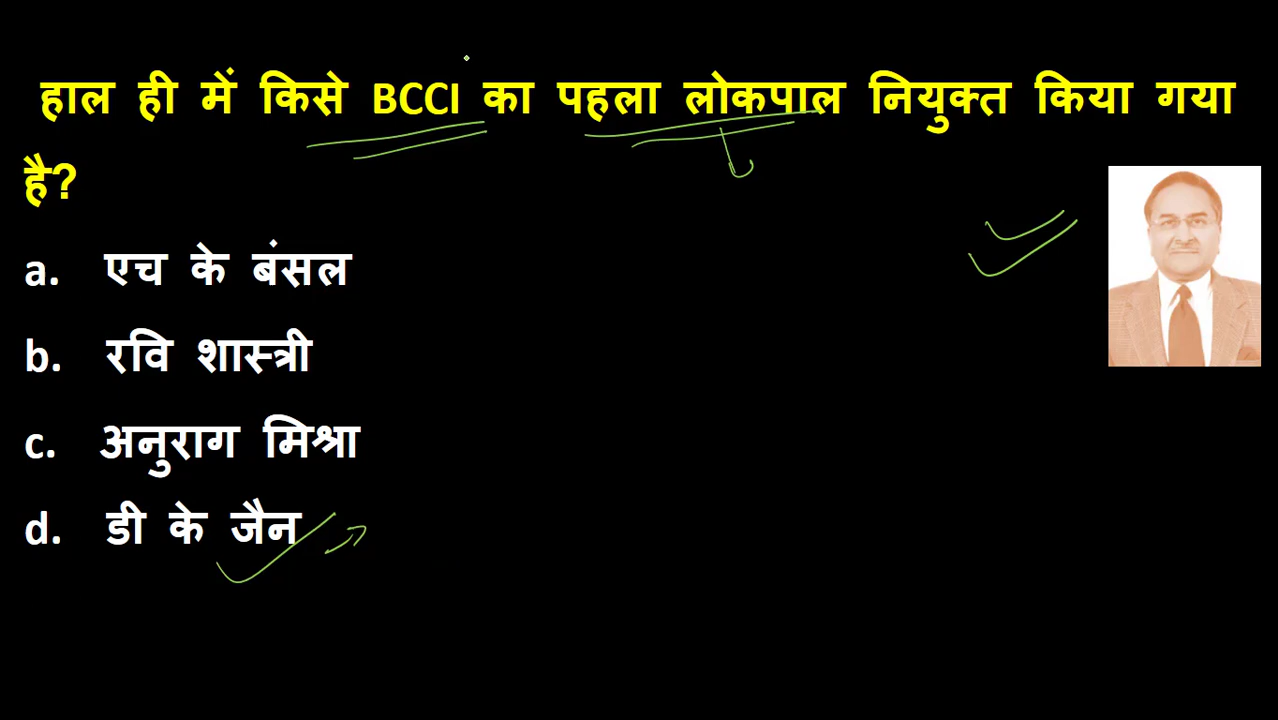 हाल ही में किसे BCCI का पहला लोकपाल नियुक्त किया गया
है?
a. एच के बंसल
b. रवि शास्त्री
c. अनुराग मिश्रा
d. डी के जैन